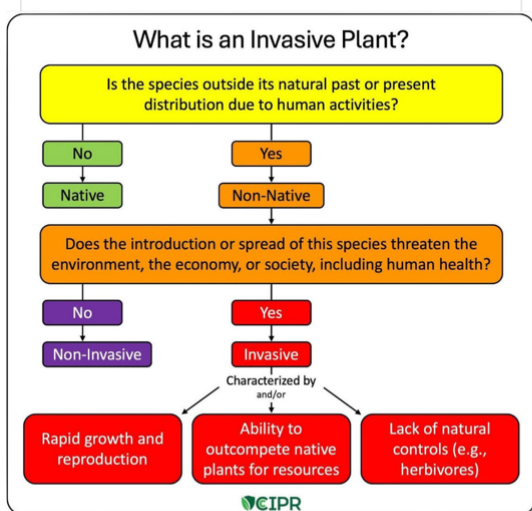 What is an Invasive Plant?
Is the species outside its natural past or present
distribution due to human activities?
No
Yes
Native
Non-Native
Does the introduction or spread of this species threaten the
environment, the economy, or society, including human health?
No
Yes
Non-Invasive
Invasive
Characterized by
and/or
Rapid growth and
reproduction
Ability to
outcompete native
plants for resources
Lack of natural
controls (e.g.,
herbivores)
CIPR